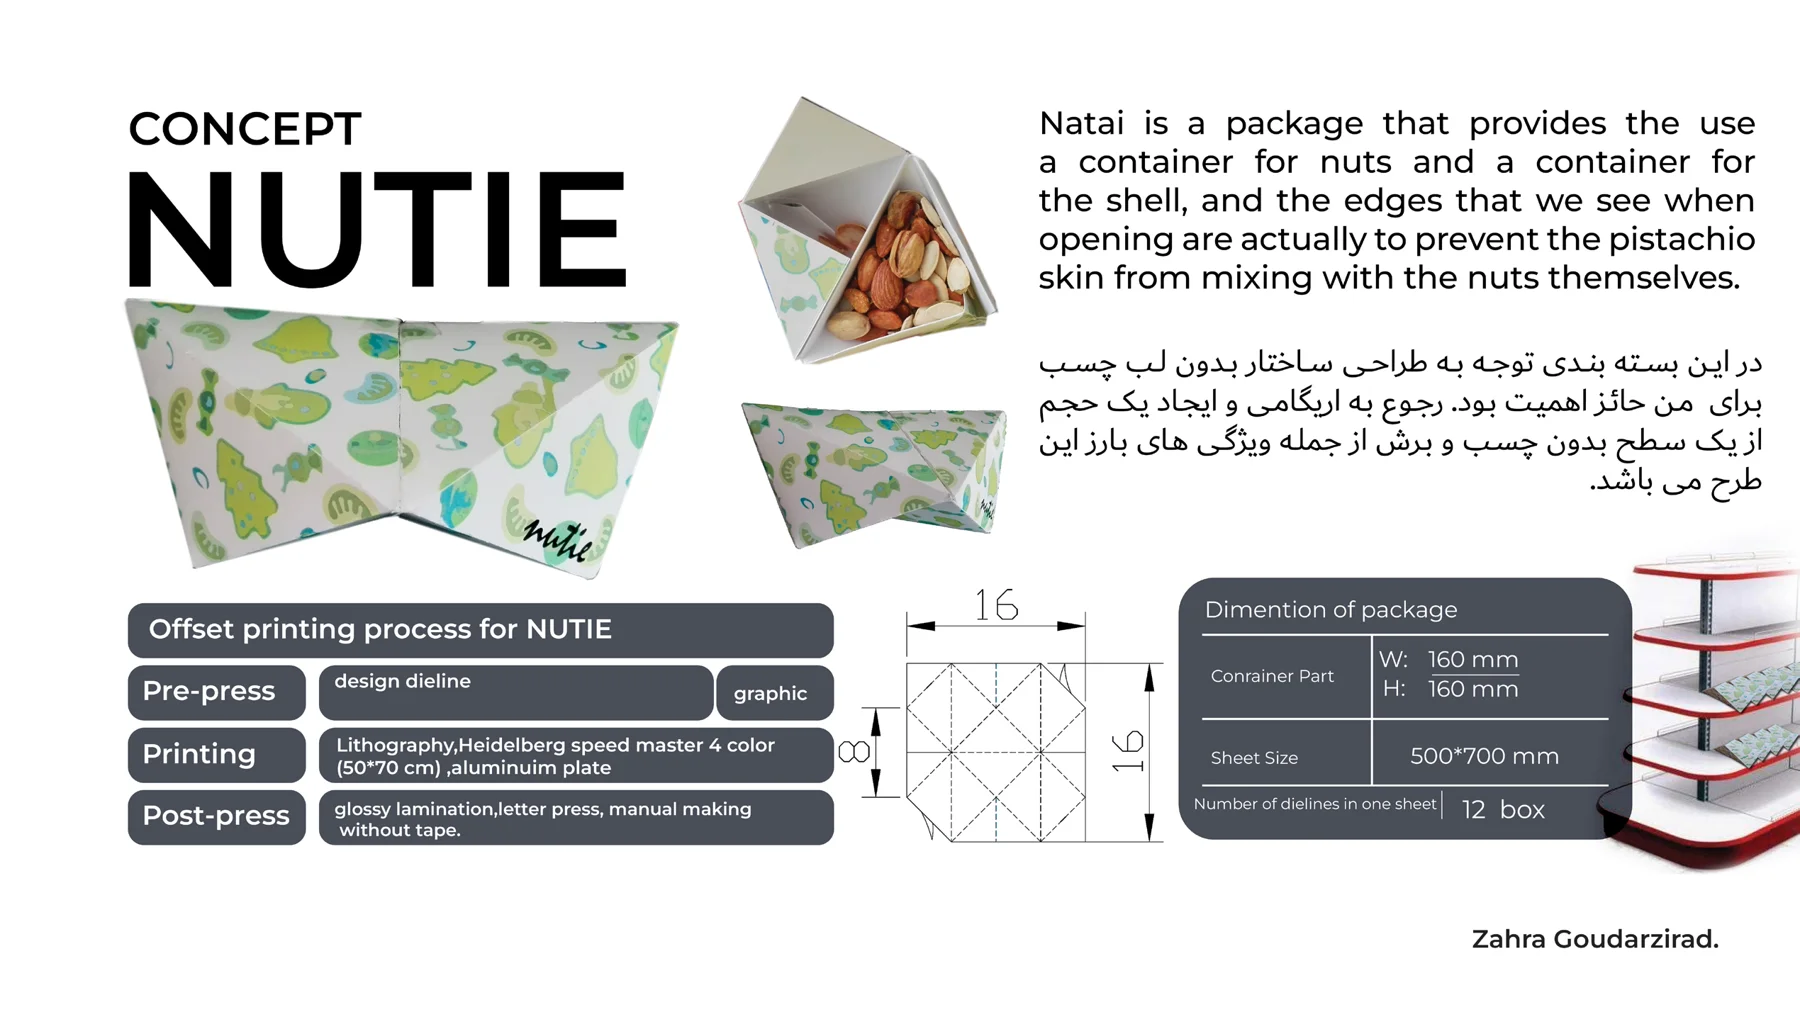 CONCEPT
NUTIE
nutie
nutie
Natai is a package that provides the use
a container for nuts and a container for
the shell, and the edges that we see when
opening are actually to prevent the pistachio
skin from mixing with the nuts themselves.
در این بسته بندی توجه به طراحی ساختار بدون لب چسب
برای من حائز اهمیت بود. رجوع به اریگامی و ایجاد یک حجم
از یک سطح بدون چسب و برش از جمله ویژگی های بارز این
طرح می باشد.
Offset printing process for NUTIE
Pre-press
design dieline
graphic
Printing
Lithography,Heidelberg speed master 4 color
(50*70 cm) ,aluminuim plate
Post-press
glossy lamination,letter press, manual making
without tape.
16
8
16
Dimention of package
Conrainer Part
W: 160 mm
H: 160 mm
Sheet Size
500*700 mm
Number of dielines in one sheet
12 box
Zahra Goudarzirad.